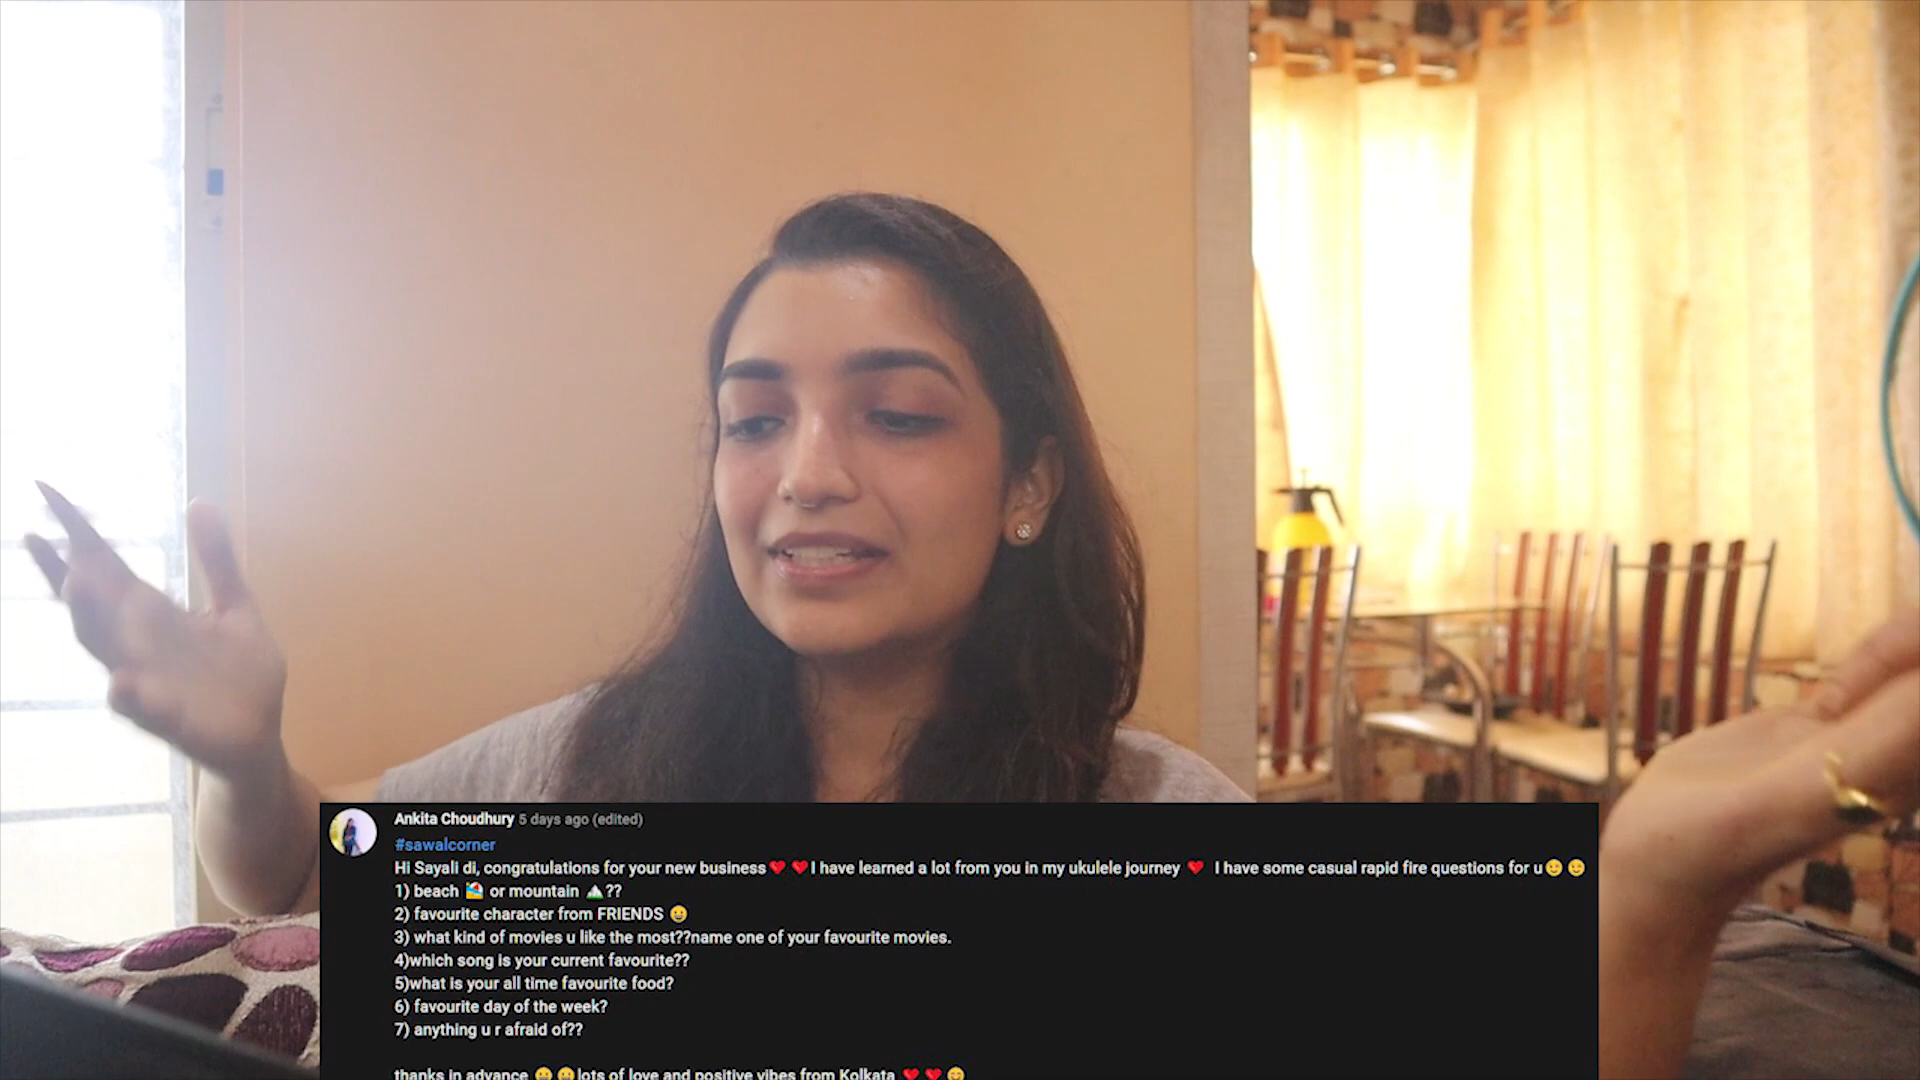 Ankita Choudhury 5 days ago (edited)
#sawalcorner
Hi Sayali di, congratulations for your new business❤️ ❤️I have learned a lot from you in my ukulele journey ❤️ I have some casual rapid fire questions for u😉 😉
1) beach 🏖️ or mountain ⛰️??
2) favourite character from FRIENDS 😀
3) what kind of movies u like the most??name one of your favourite movies.
4)which song is your current favourite??
5)what is your all time favourite food?
6) favourite day of the week?
7) anything u r afraid of??
thanks in advance 😀 😀lots of love and positive vibes from Kolkata ❤️ ❤️ 😊